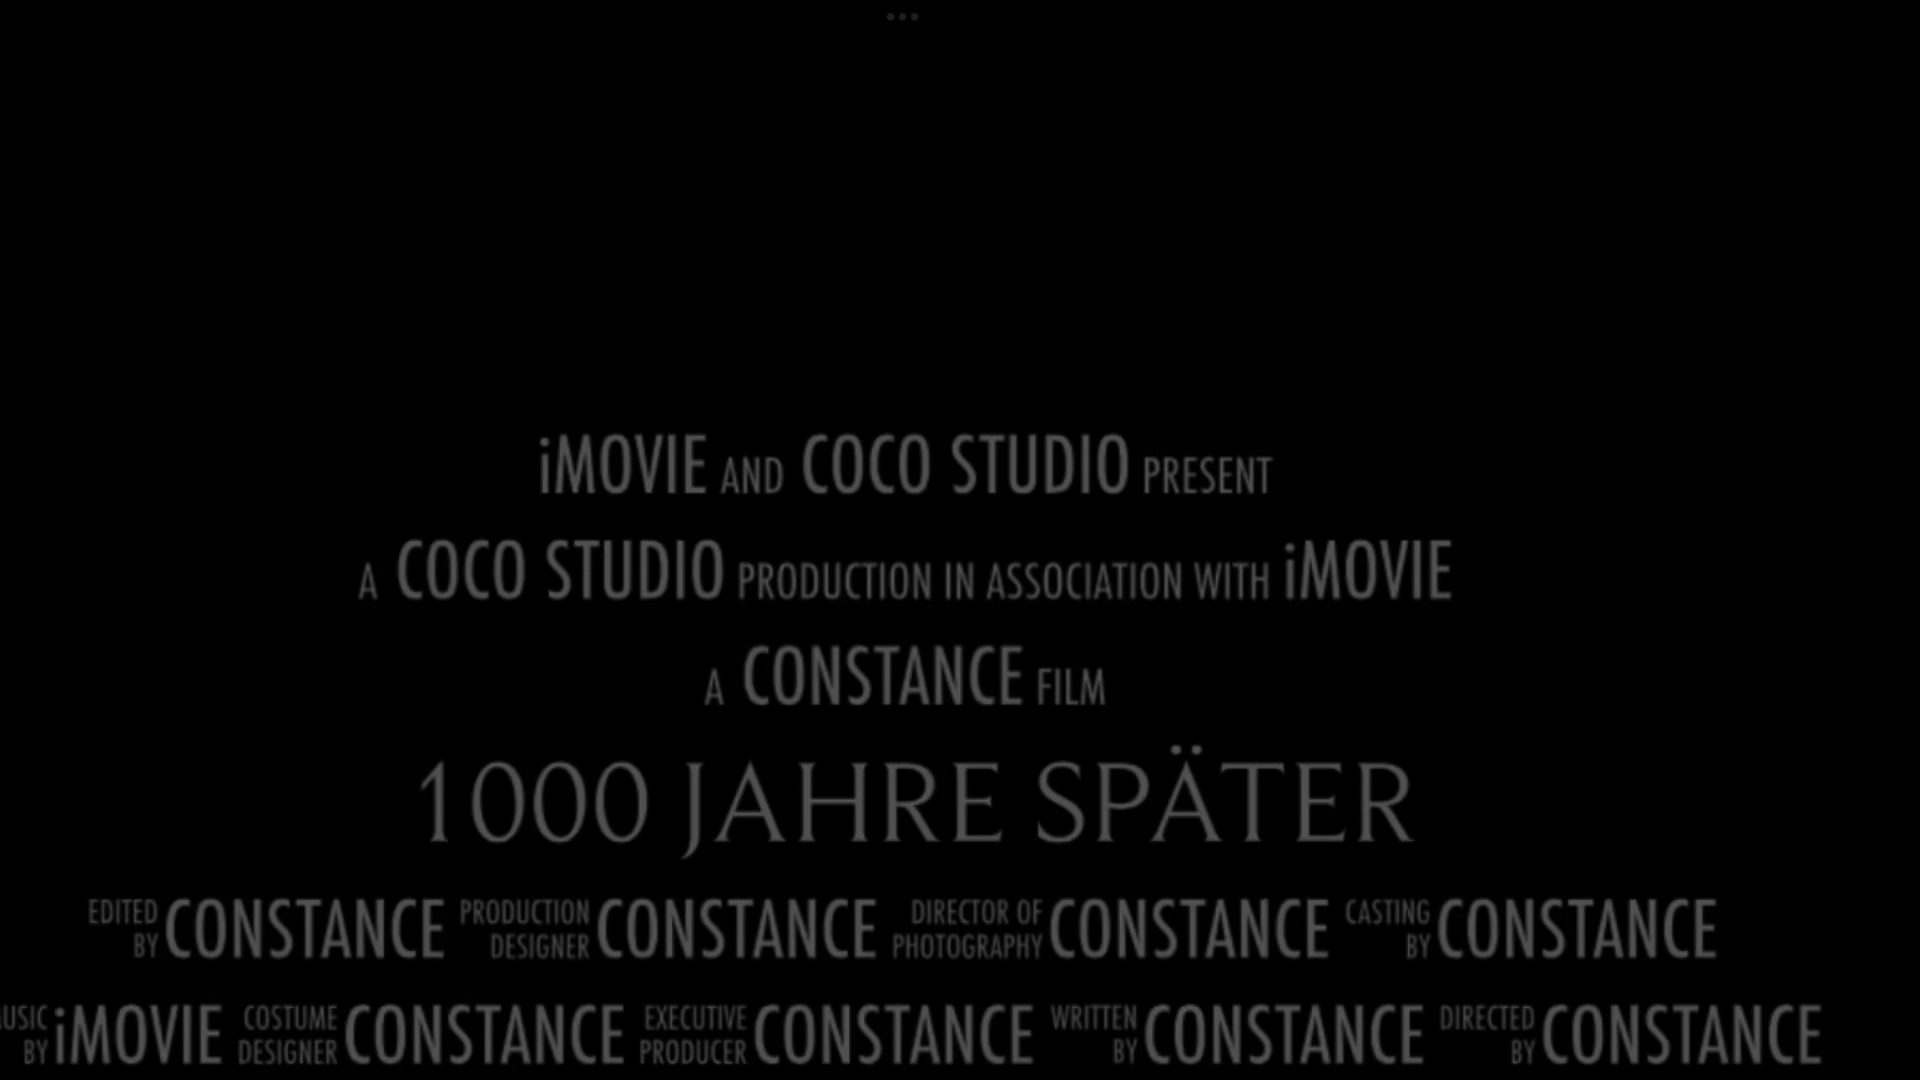 iMOVIE AND COCO STUDIO PRESENT
A COCO STUDIO PRODUCTION IN ASSOCIATION WITH iMOVIE
A CONSTANCE FILM
1000 JAHRE SPÄTER
EDITED BY CONSTANCE PRODUCTION DESIGNER CONSTANCE DIRECTOR OF PHOTOGRAPHY CONSTANCE CASTING BY CONSTANCE
MUSIC BY iMOVIE COSTUME DESIGNER CONSTANCE EXECUTIVE PRODUCER CONSTANCE WRITTEN BY CONSTANCE DIRECTED BY CONSTANCE